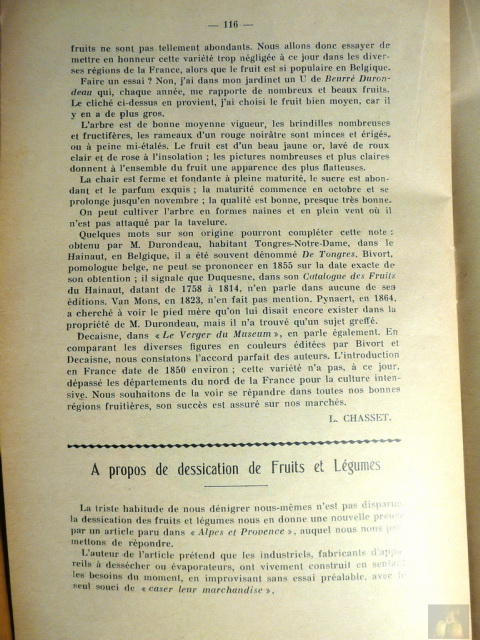 — 116 —
fruits ne sont pas tellement abondants. Nous allons donc essayer de
mettre en honneur cette variété trop négligée à ce jour dans les diver-
ses régions de la France, alors que le fruit est si populaire en Belgique.
Faire un essai ? Non, j'ai dans mon jardinet un U de Beurré Duron-
deau qui, chaque année, me rapporte de nombreux et beaux fruits.
Le cliché ci-dessus en provient, j'ai choisi le fruit bien moyen, car il
y en a de plus gros.
L'arbre est de bonne moyenne vigueur, les brindilles nombreuses
et fructifères, les rameaux d'un rouge noirâtre sont minces et érigés,
ou à peine mi-étalés. Le fruit est d'un beau jaune or, lavé de roux
clair et de rose à l'insolation ; les pictures nombreuses et plus claires
donnent à l'ensemble du fruit une apparence des plus flatteuses.
La chair est ferme et fondante à pleine maturité, le sucre est abon-
dant et le parfum exquis ; la maturité commence en octobre et se
prolonge jusqu'en novembre ; la qualité est bonne, presque très bonne.
On peut cultiver l'arbre en formes naines et en plein vent où il
n'est pas attaqué par la tavelure.
Quelques mots sur son origine pourront compléter cette note :
obtenu par M. Durondeau, habitant Tongres-Notre-Dame, dans le
Hainaut, en Belgique, il a été souvent dénommé De Tongres. Bivort,
pomologue belge, ne peut se prononcer en 1855 sur la date exacte de
son obtention ; il signale que Duquesne, dans son Catalogue des Fruits
du Hainaut, datant de 1758 à 1814, n'en parle dans aucune de ses
éditions. Van Mons, en 1823, n'en fait pas mention. Pynaert, en 1864,
a cherché à voir le pied mère qu'on lui disait encore exister dans la
propriété de M. Durondeau, mais il n'a trouvé qu'un sujet greffé.
Decaisne, dans « Le Verger du Museum », en parle également. En
comparant les diverses figures en couleurs éditées par Bivort et
Decaisne, nous constatons l'accord parfait des auteurs. L'introduction
en France date de 1850 environ ; cette variété n'a pas, à ce jour,
dépassé les départements du nord de la France pour la culture inten-
sive. Nous souhaitons de la voir se répandre dans toutes nos bonnes
régions fruitières, son succès est assuré sur nos marchés.
L. CHASSET.
A propos de dessication de Fruits et Légumes
La triste habitude de nous dénigrer nous-mêmes n'est pas disparue
la dessication des fruits et légumes nous en donne une nouvelle
par un article paru dans « Alpes et Provence », auquel nous nous
mettons de répondre.
L'auteur de l'article prétend que les industriels, fabricants d'appa-
reils à dessécher ou évaporateurs, ont vivement construit en
les besoins du moment, en improvisant sans essai préalable, avec le
seul souci de « caser leur marchandise ».